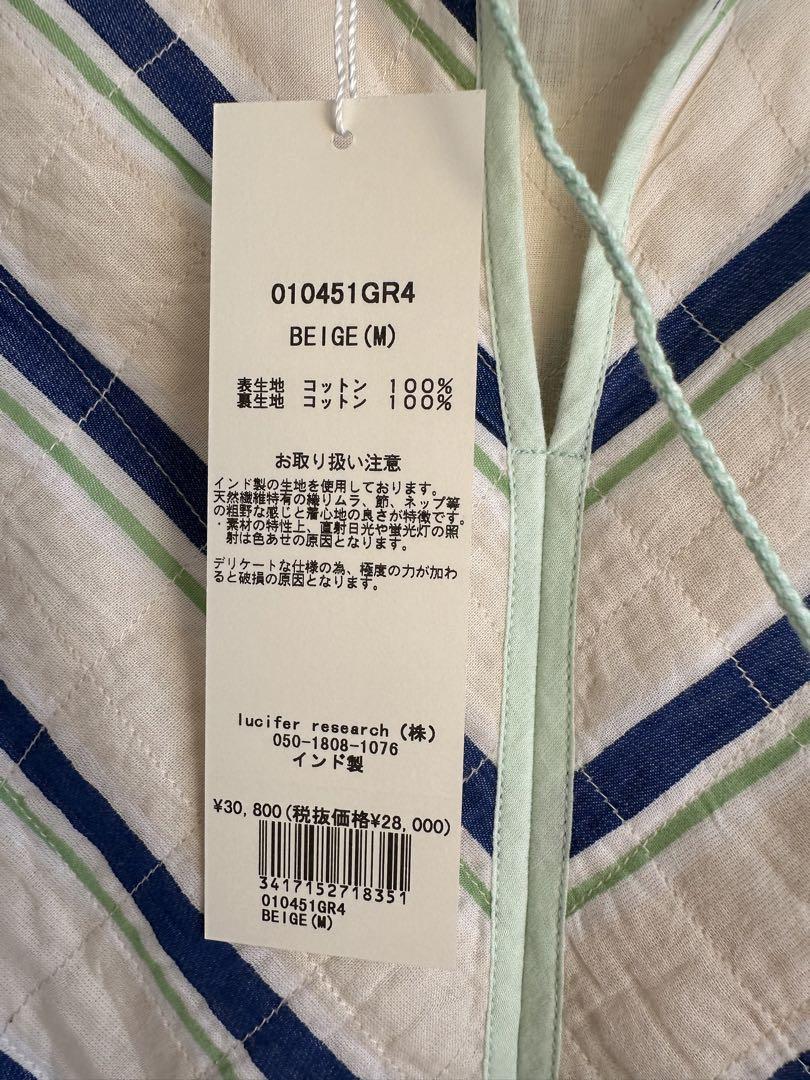 010451GR4
BEIGE(M)
表生地 コットン 100%
裏生地 コットン 100%
お取り扱い注意
インド製の生地を使用しております。
天然繊維特有の織りムラ、節、ネップ等
の粗野な感じと着心地の良さが特徴です。
・素材の特性上、直射日光や蛍光灯の照
射は色あせの原因となります。
デリケートな仕様の為、極度の力が加わ
ると破損の原因となります。
lucifer research (株)
050-1808-1076
インド製
¥30,800(税抜価格¥28,000)
3417152718351
010451GR4
BEIGE(M)